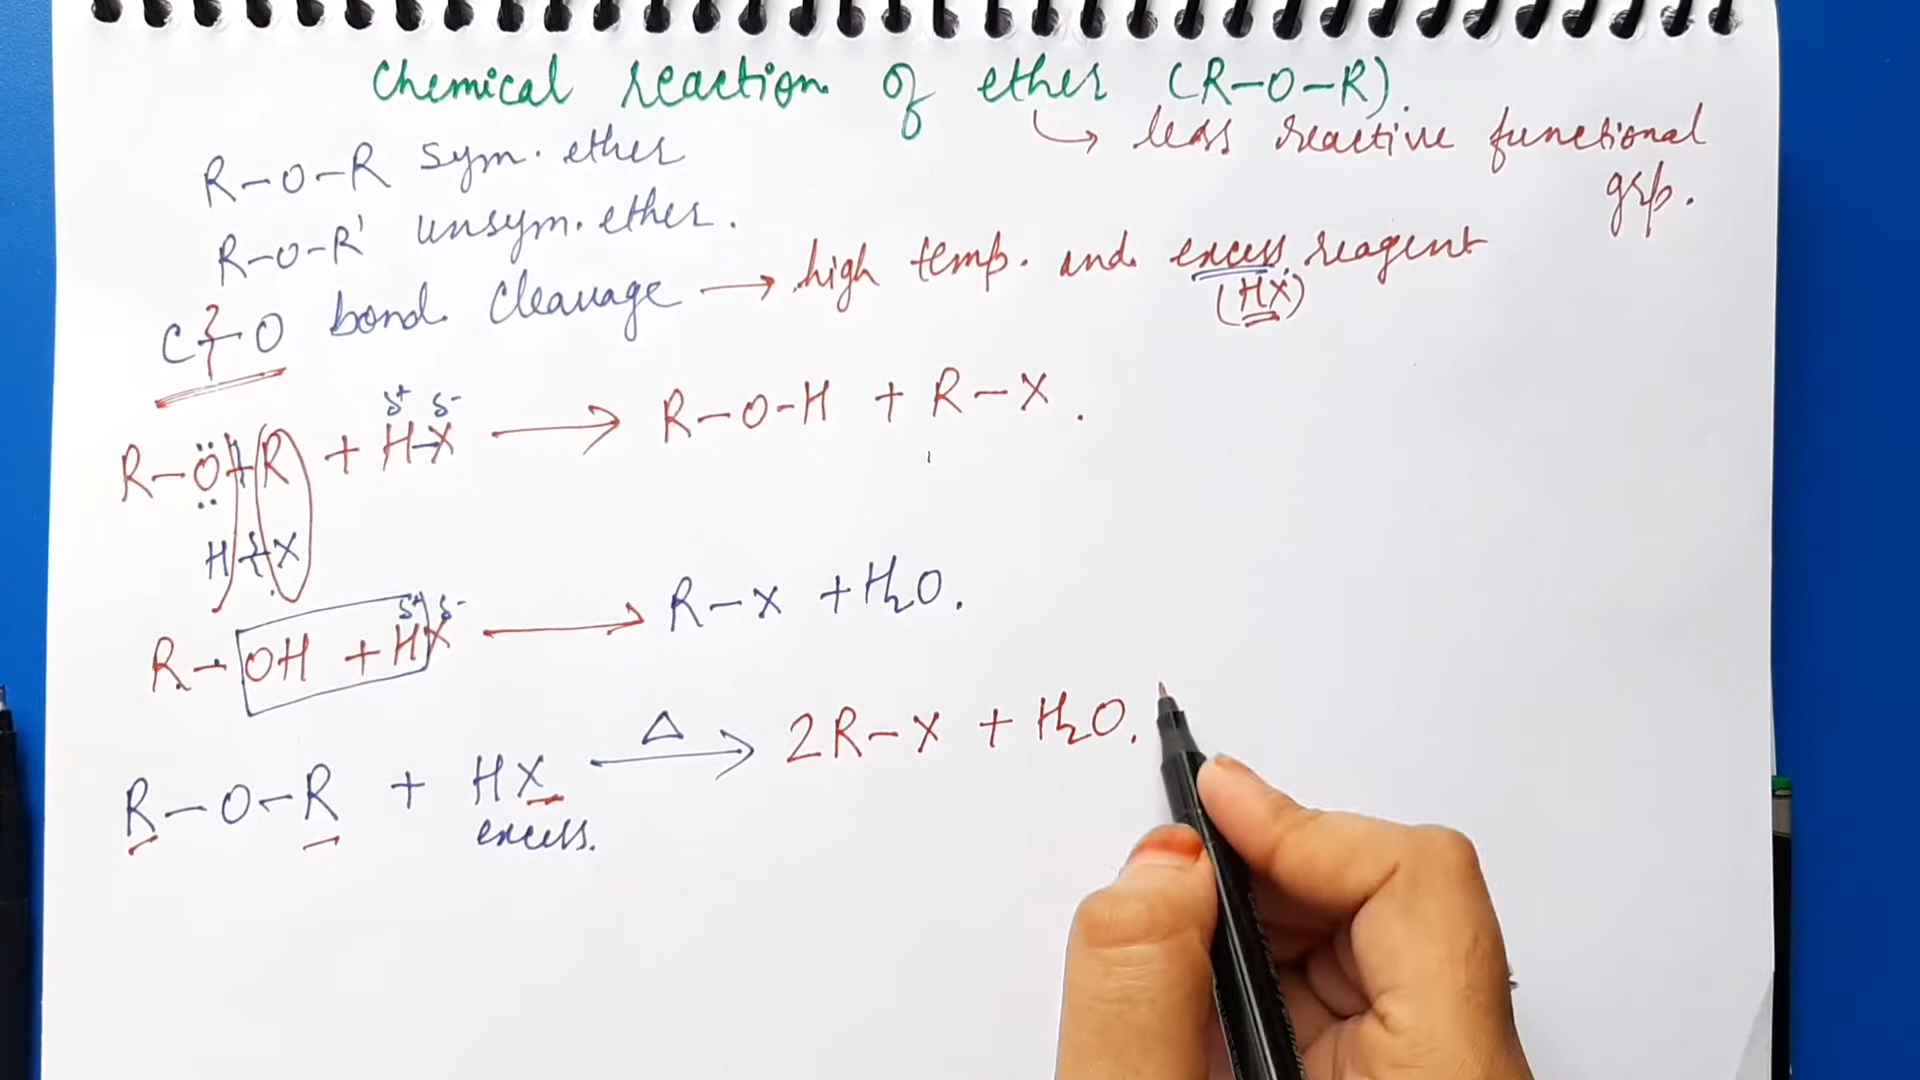 Chemical reaction of ether (R-O-R).
↳ less reactive functional grp.
R-O-R sym. ether
R-O-R' unsym. ether.
C-O bond cleavage → high temp. and excess reagent
(HX)
δ+ δ-
R-O-R + H-X → R-O-H + R-X.
H-X
δ+ δ-
R-OH + HX → R-X + H2O.
R-O-R + HX Δ→ 2R-X + H2O.
excess.